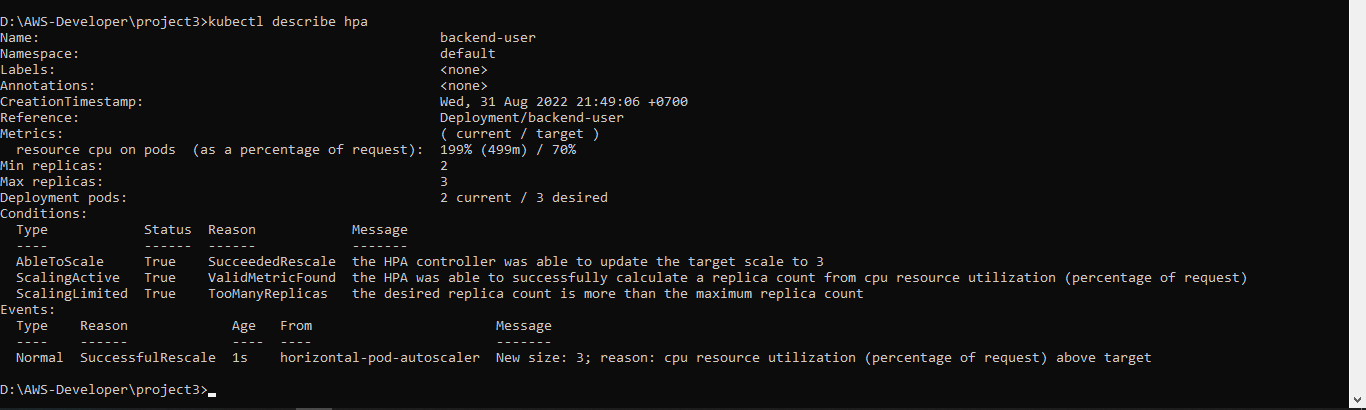 D:\AWS-Developer\project3>kubectl describe hpa
Name: backend-user
Namespace: default
Labels: <none>
Annotations: <none>
CreationTimestamp: Wed, 31 Aug 2022 21:49:06 +0700
Reference: Deployment/backend-user
Metrics: ( current / target )
resource cpu on pods (as a percentage of request): 199% (499m) / 70%
Min replicas: 2
Max replicas: 3
Deployment pods: 2 current / 3 desired
Conditions:
Type Status Reason Message
---- ------ ------ -------
AbleToScale True SucceededRescale the HPA controller was able to update the target scale to 3
ScalingActive True ValidMetricFound the HPA was able to successfully calculate a replica count from cpu resource utilization (percentage of request)
ScalingLimited True TooManyReplicas the desired replica count is more than the maximum replica count
Events:
Type Reason Age From Message
---- ------ ---- ---- -------
Normal SuccessfulRescale 1s horizontal-pod-autoscaler New size: 3; reason: cpu resource utilization (percentage of request) above target
D:\AWS-Developer\project3>